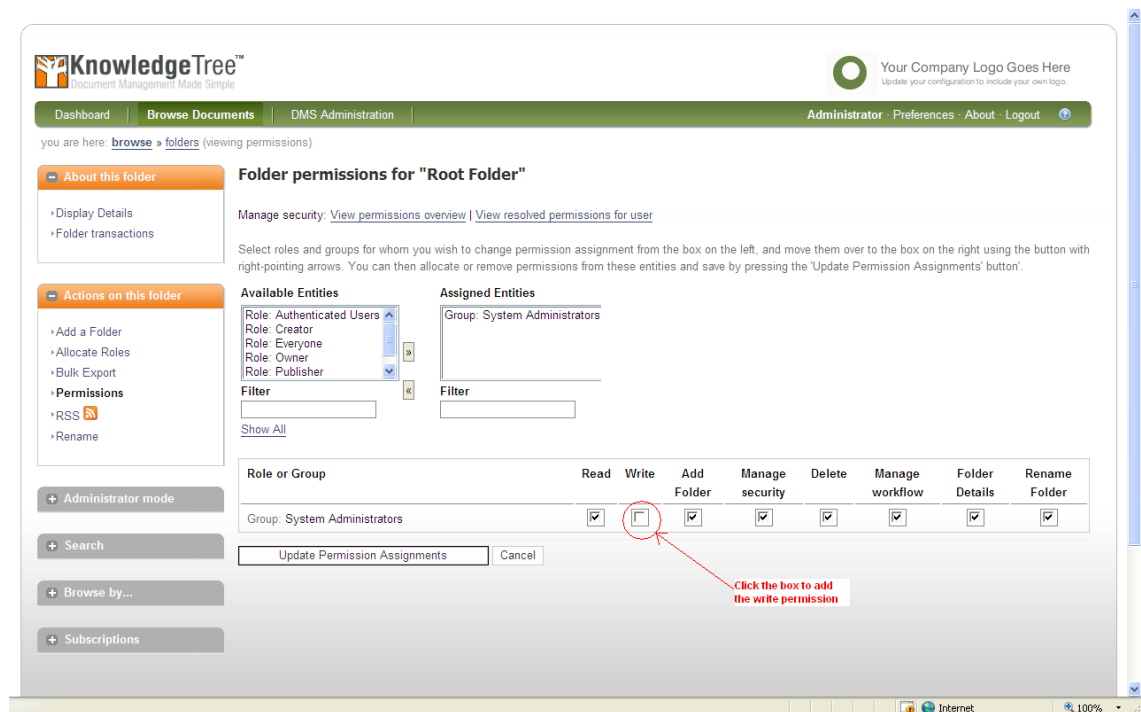 KnowledgeTree™
Document Management Made Simple
Your Company Logo Goes Here
Update your configuration to include your own logo.
Dashboard Browse Documents DMS Administration Administrator · Preferences · About · Logout ?
you are here: browse » folders (viewing permissions)
About this folder
Display Details
Folder transactions
Actions on this folder
Add a Folder
Allocate Roles
Bulk Export
Permissions
RSS
Rename
Administrator mode
Search
Browse by...
Subscriptions
Folder permissions for "Root Folder"
Manage security: View permissions overview | View resolved permissions for user
Select roles and groups for whom you wish to change permission assignment from the box on the left, and move them over to the box on the right using the button with
right-pointing arrows. You can then allocate or remove permissions from these entities and save by pressing the 'Update Permission Assignments' button'.
Available Entities
Role: Authenticated Users
Role: Creator
Role: Everyone
Role: Owner
Role: Publisher
Filter
Show All
»
«
Assigned Entities
Group: System Administrators
Filter
Role or Group Read Write Add Folder Manage security Delete Manage workflow Folder Details Rename Folder
Group: System Administrators
Update Permission Assignments Cancel
Click the box to add
the write permission
Internet 100%